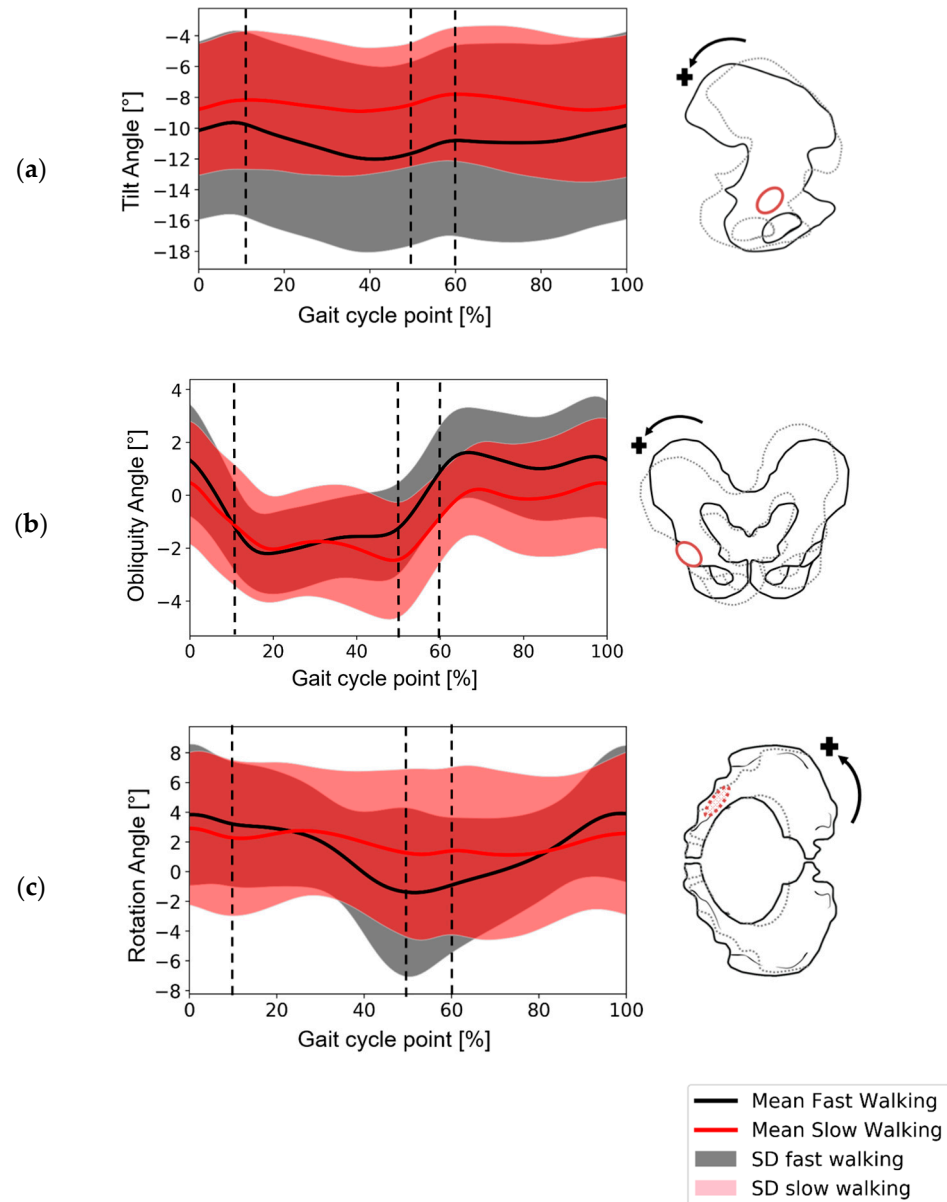 (a)
Tilt Angle [°]
−4
−6
−8
−10
−12
−14
−16
−18
0 20 40 60 80 100
Gait cycle point [%]
+
(b)
Obliquity Angle [°]
4
2
0
−2
−4
0 20 40 60 80 100
Gait cycle point [%]
+
(c)
Rotation Angle [°]
8
6
4
2
0
−2
−4
−6
−8
0 20 40 60 80 100
Gait cycle point [%]
+
Mean Fast Walking
Mean Slow Walking
SD fast walking
SD slow walking